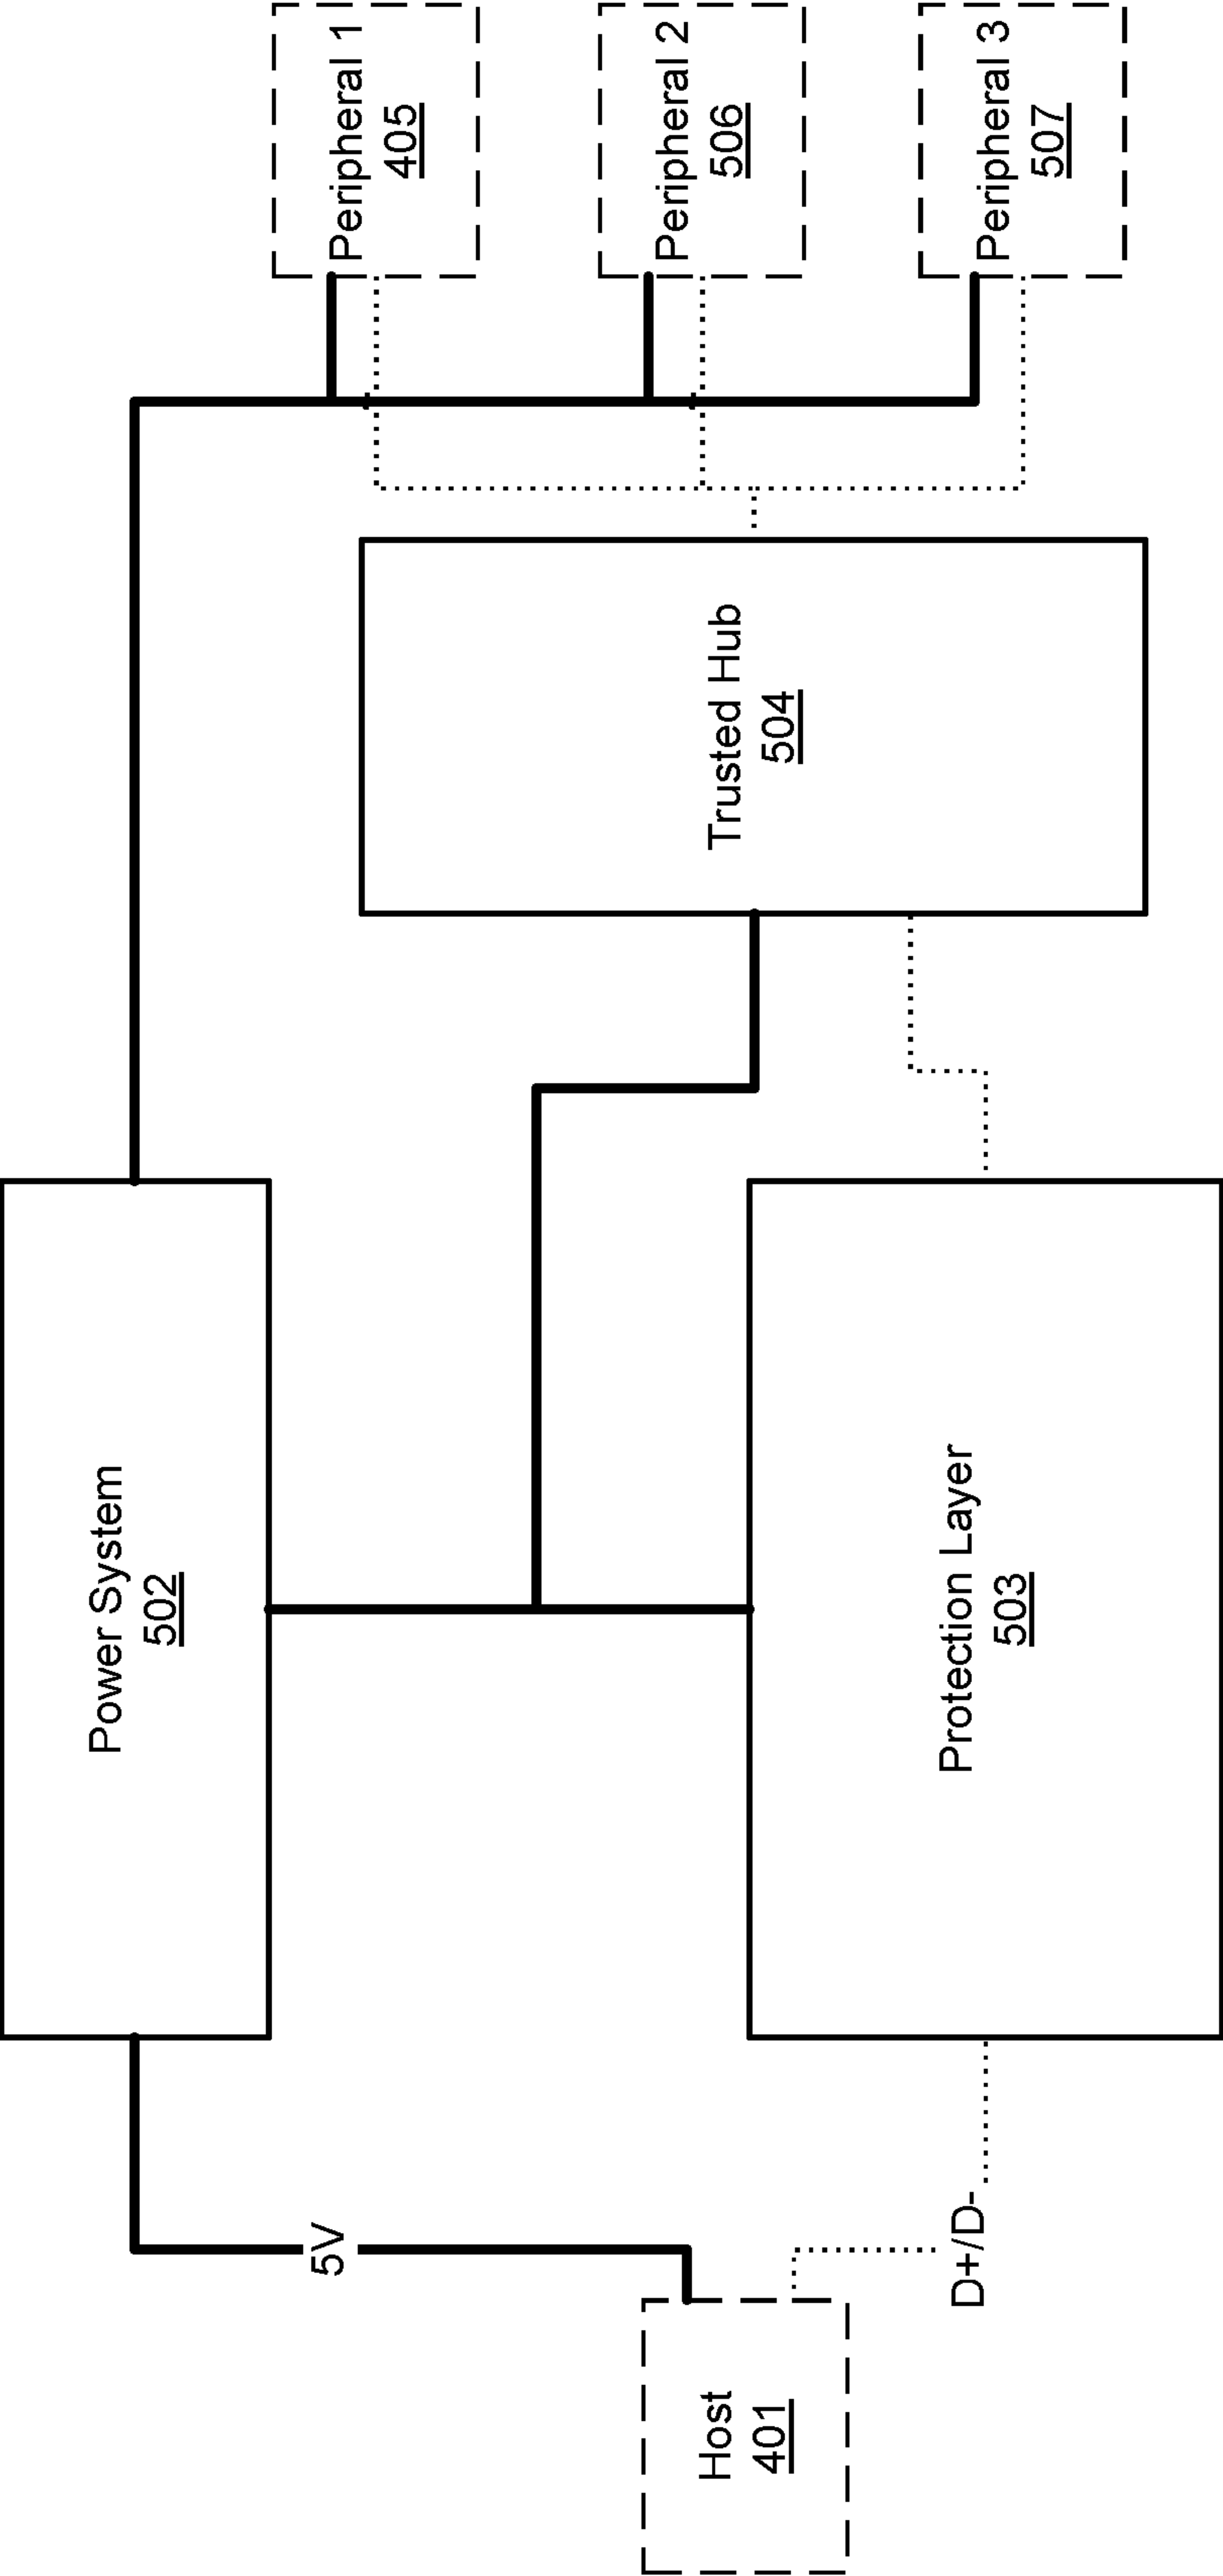 Host
401
5V
D+/D-
Power System
502
Protection Layer
503
Trusted Hub
504
Peripheral 1
405
Peripheral 2
506
Peripheral 3
507